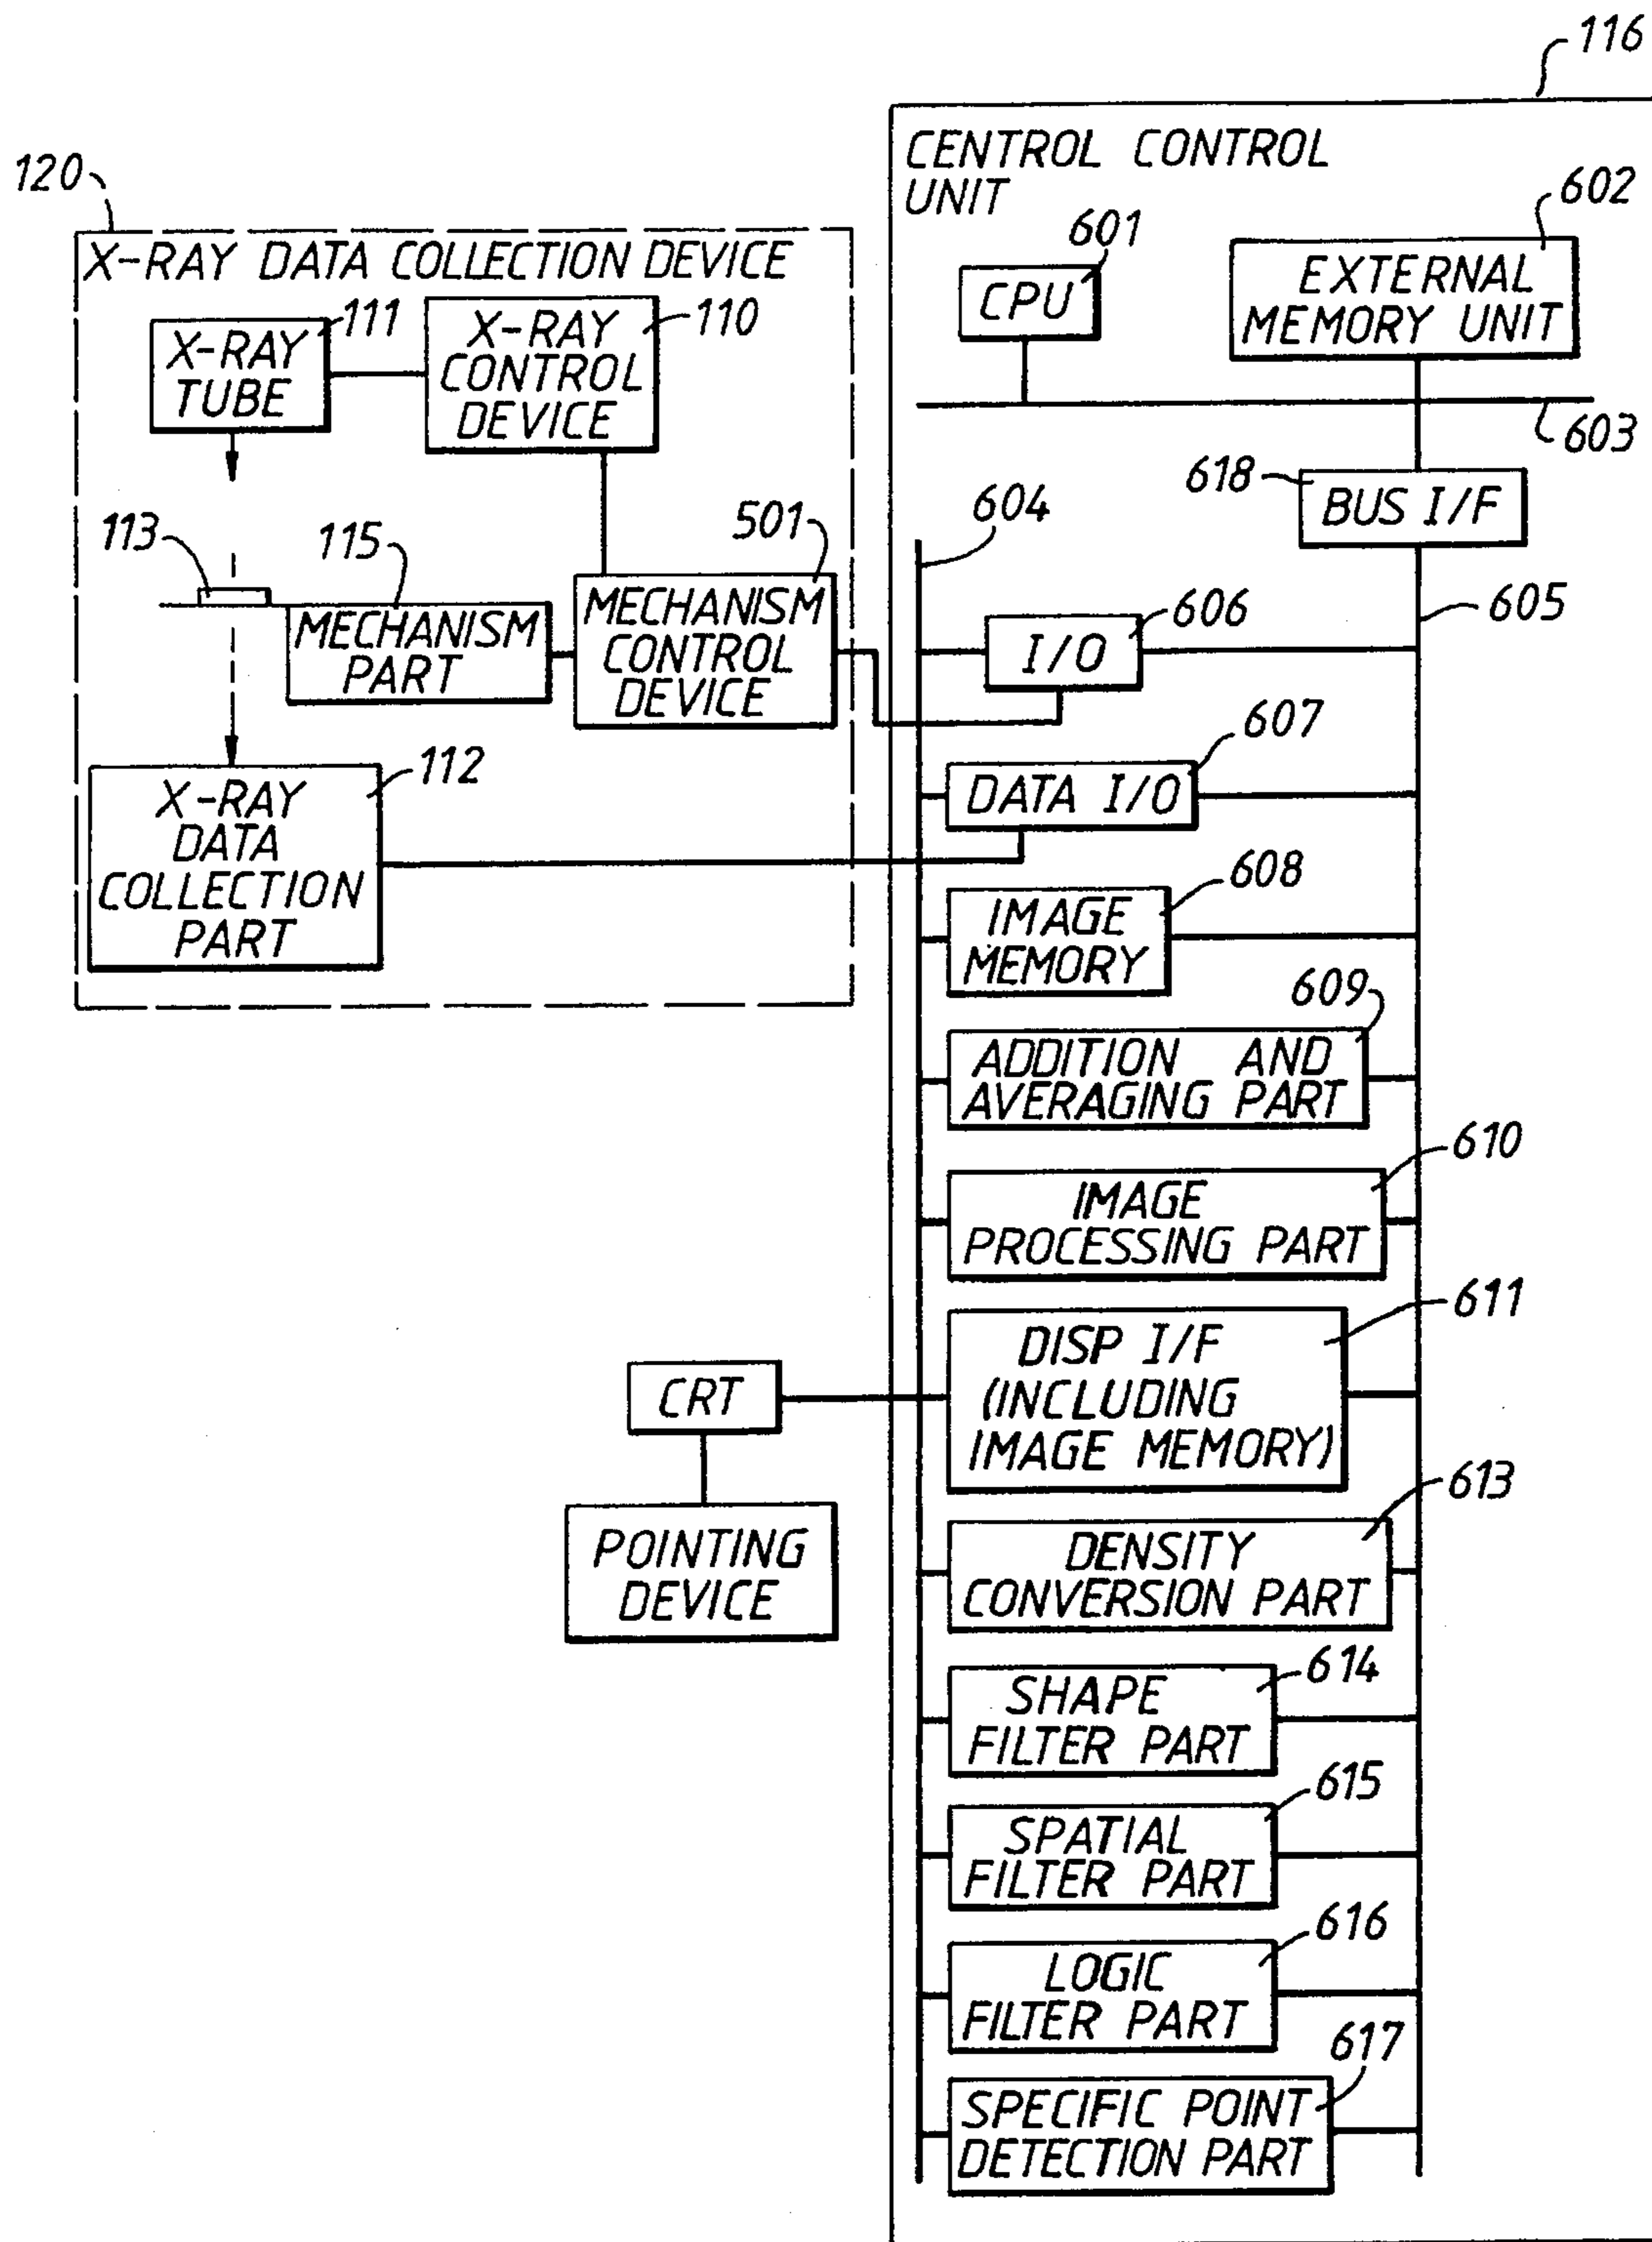 116
CENTROL CONTROL
UNIT
120
X-RAY DATA COLLECTION DEVICE
111
X-RAY
TUBE
110
X-RAY
CONTROL
DEVICE
113
115
MECHANISM
PART
501
MECHANISM
CONTROL
DEVICE
112
X-RAY
DATA
COLLECTION
PART
601
CPU
602
EXTERNAL
MEMORY UNIT
603
618
BUS I/F
604
605
606
I/O
607
DATA I/O
608
IMAGE
MEMORY
609
ADDITION AND
AVERAGING PART
610
IMAGE
PROCESSING PART
611
DISP I/F
(INCLUDING
IMAGE MEMORY)
CRT
POINTING
DEVICE
613
DENSITY
CONVERSION PART
614
SHAPE
FILTER PART
615
SPATIAL
FILTER PART
616
LOGIC
FILTER PART
617
SPECIFIC POINT
DETECTION PART